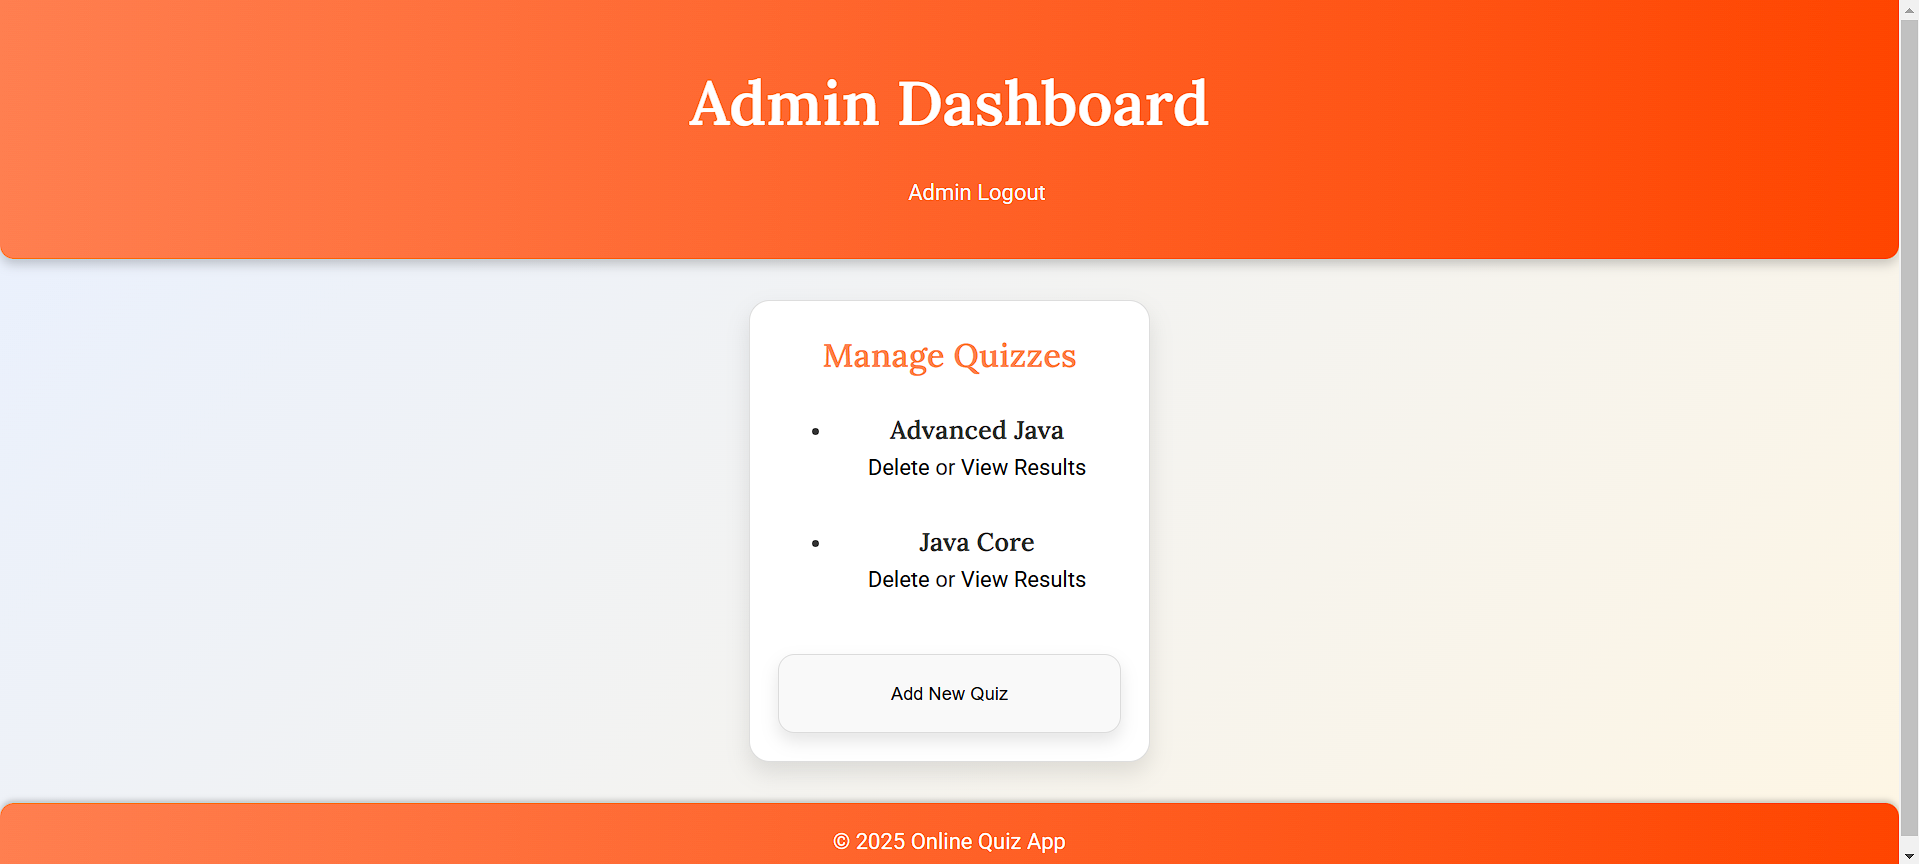 Admin Dashboard
Admin Logout
Manage Quizzes
Advanced Java
Delete or View Results
Java Core
Delete or View Results
Add New Quiz
© 2025 Online Quiz App